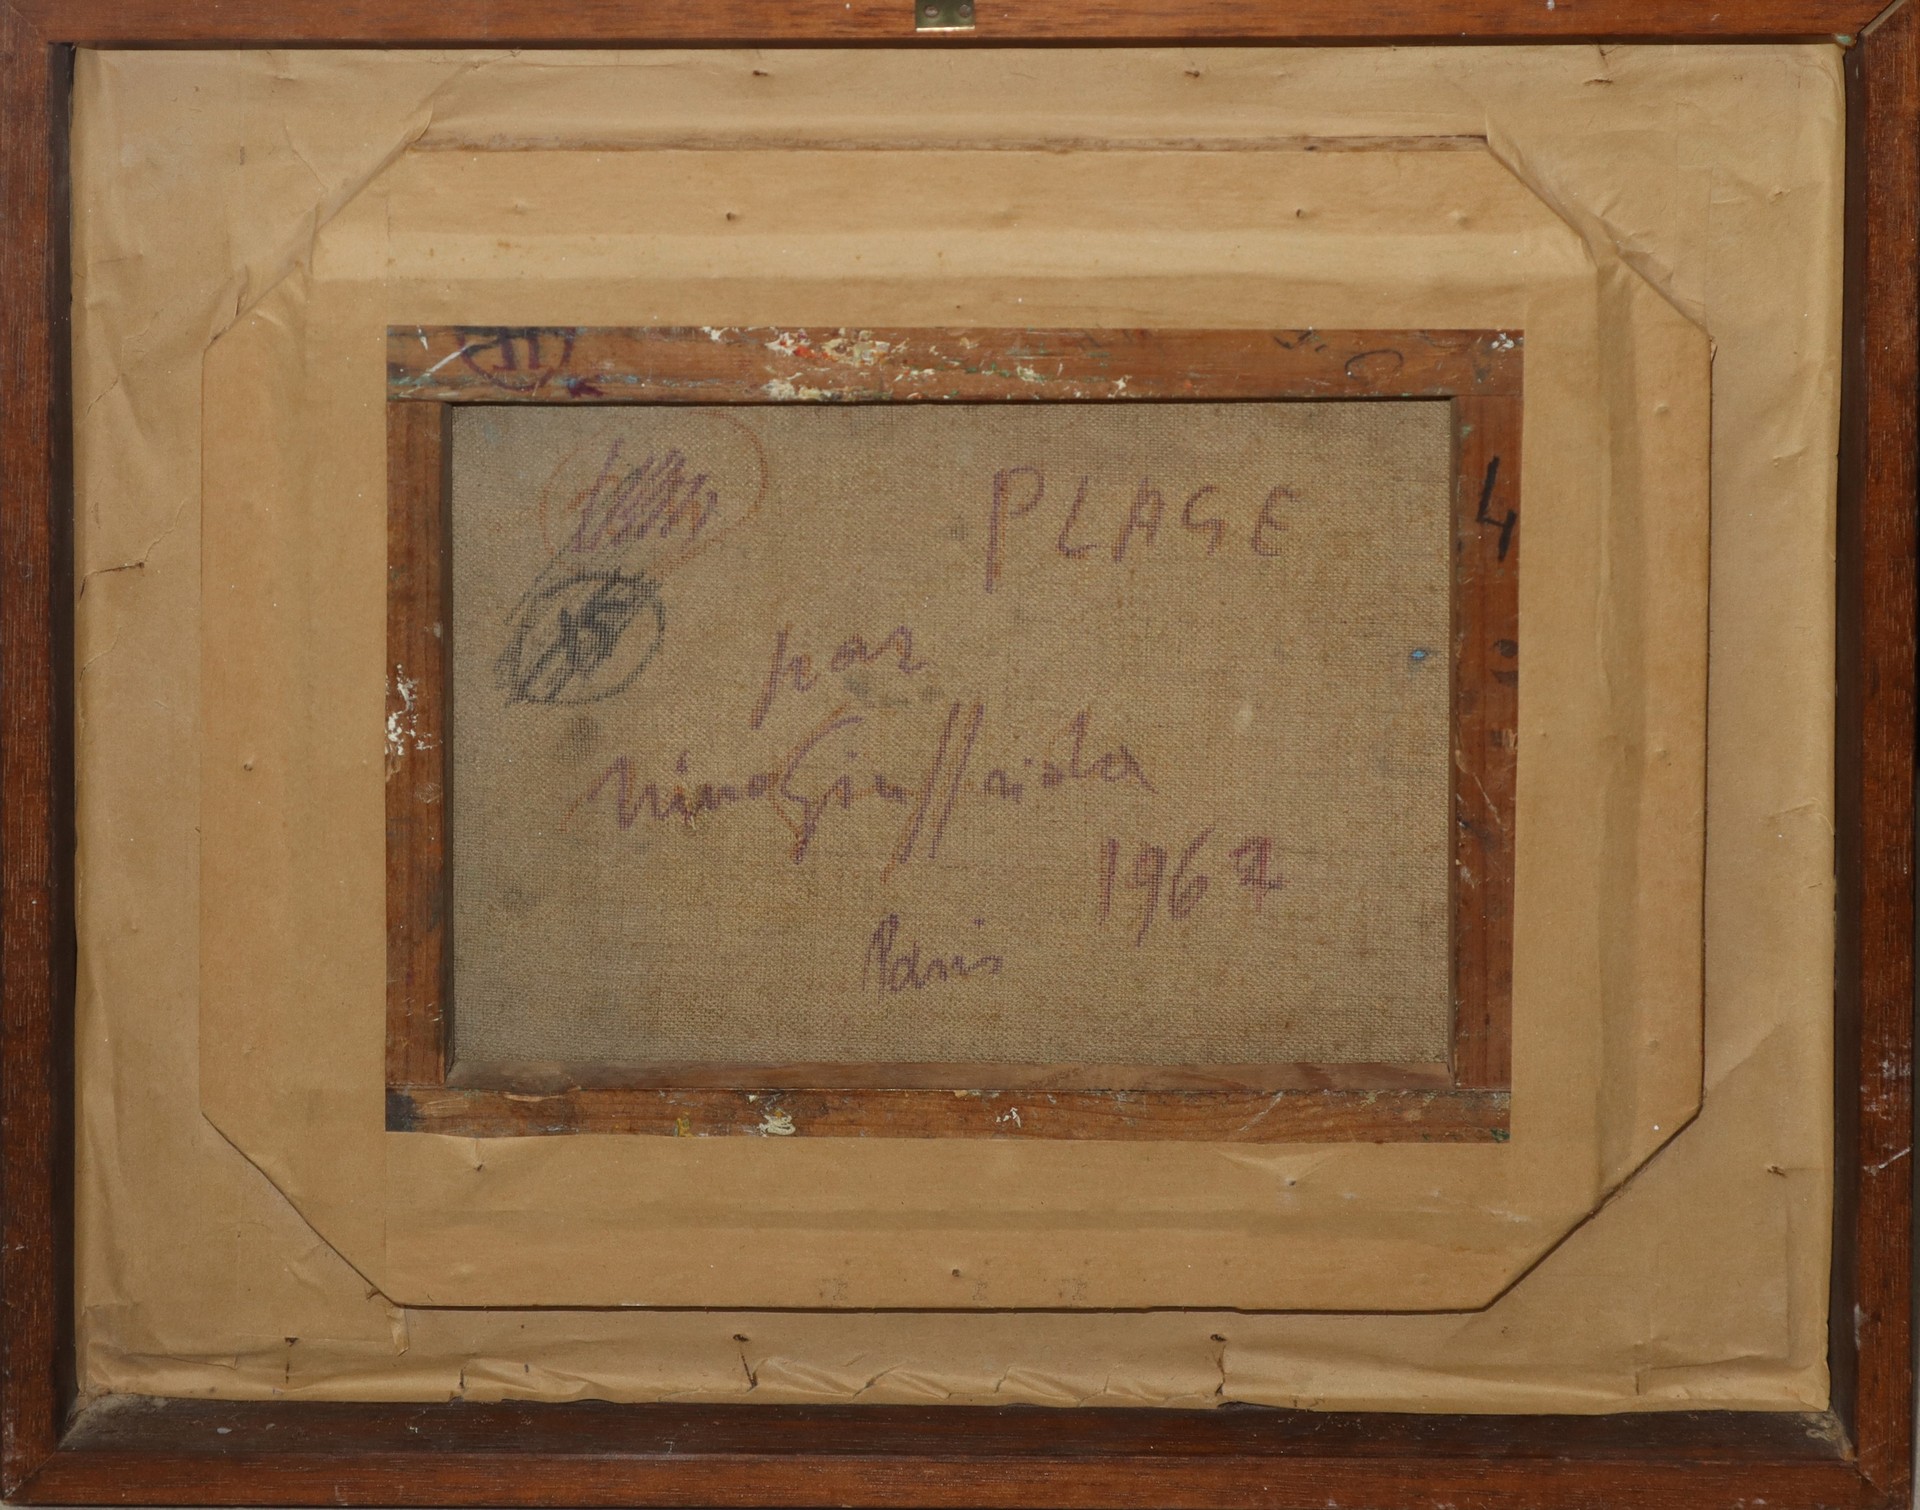 PLAGE
4
par
Nino Giuffrida
1967
Paris